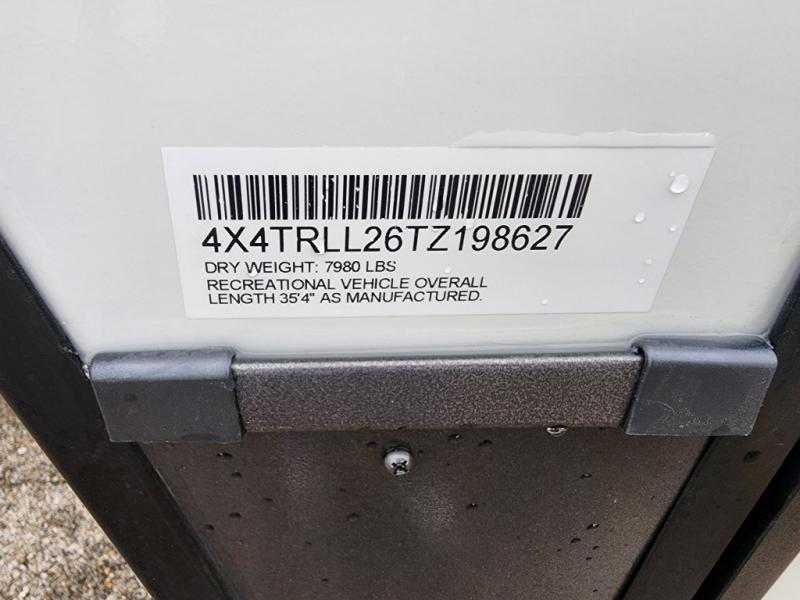 4X4TRLL26TZ198627
DRY WEIGHT: 7980 LBS
RECREATIONAL VEHICLE OVERALL
LENGTH 35'4" AS MANUFACTURED.